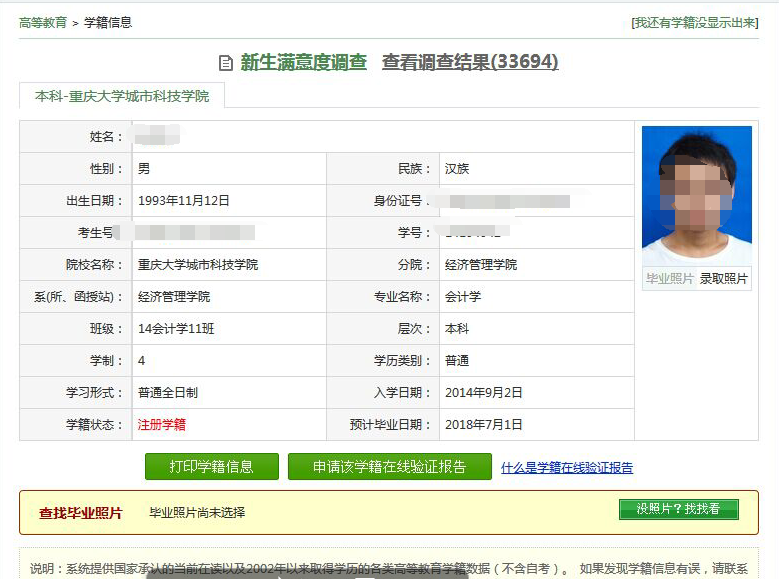 高等教育 > 学籍信息 [我还有学籍没显示出来]
新生满意度调查 查看调查结果(33694)
本科-重庆大学城市科技学院
姓名：
性别： 男 民族： 汉族
出生日期： 1993年11月12日 身份证号：
考生号 学号：
院校名称： 重庆大学城市科技学院 分院： 经济管理学院
系(所、函授站)： 经济管理学院 专业名称： 会计学
毕业照片 录取照片
班级： 14会计学11班 层次： 本科
学制： 4 学历类别： 普通
学习形式： 普通全日制 入学日期： 2014年9月2日
学籍状态： 注册学籍 预计毕业日期： 2018年7月1日
打印学籍信息 申请该学籍在线验证报告 什么是学籍在线验证报告
查找毕业照片 毕业照片尚未选择 没照片？找找看
说明：系统提供国家承认的当前在读以及2002年以来取得学历的各类高等教育学籍数据（不含自考）。 如果发现学籍信息有误，请联系